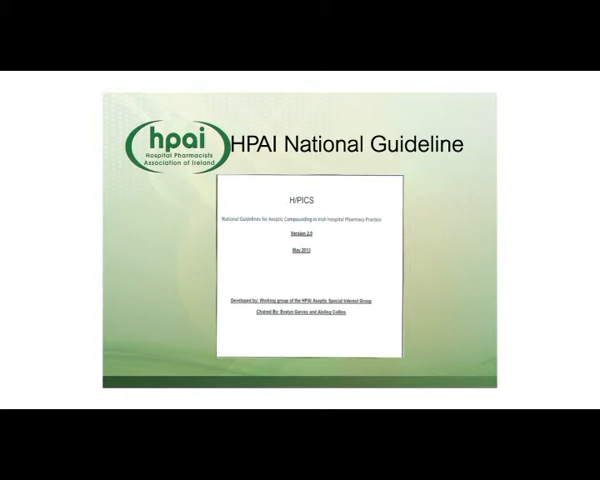 hpai
Hospital Pharmacists
Association of Ireland
HPAI National Guideline
H/PICS
National Guidelines for Aseptic Compounding in Irish Hospital Pharmacy Practice
Version 2.0
May 2013
Developed by: Working group of the HPAI Aseptic Special Interest Group
Chaired By: Evelyn Garvey and Aisling Collins